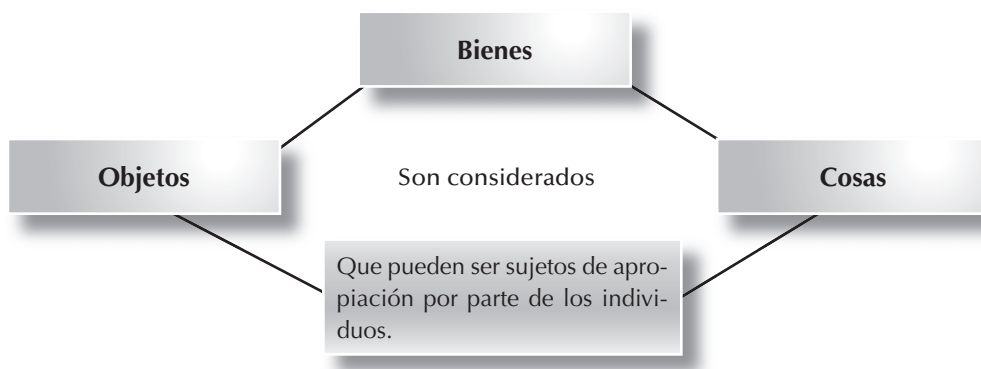 Bienes
Objetos
Son considerados
Cosas
Que pueden ser sujetos de apro-
piación por parte de los indivi-
duos.